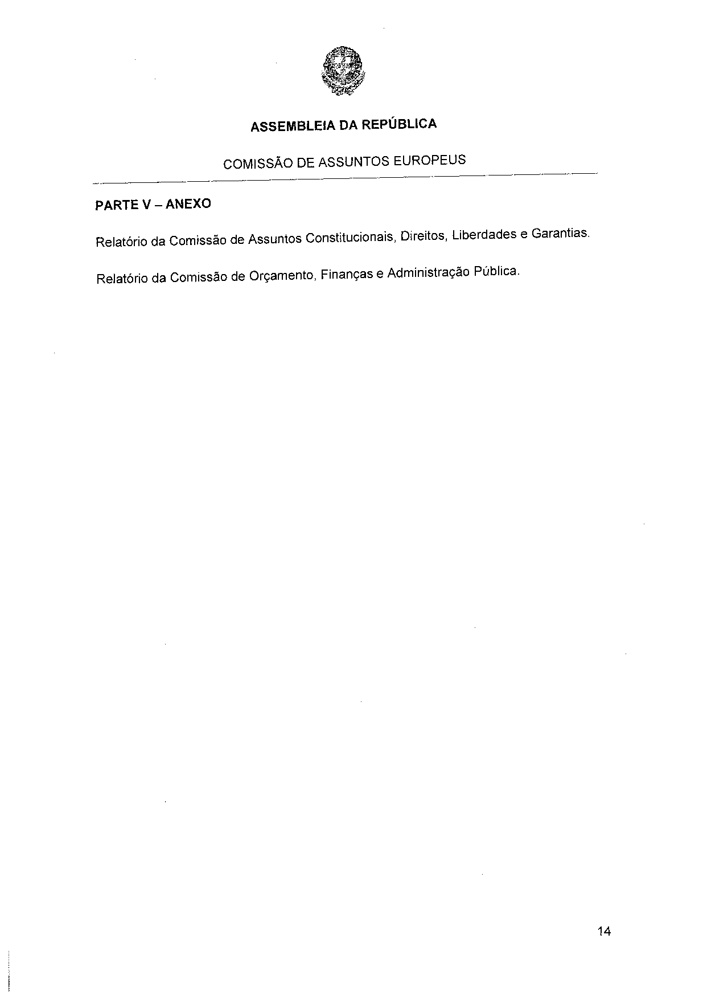 ASSEMBLEIA DA REPÚBLICA
COMISSÃO DE ASSUNTOS EUROPEUS
PARTE V – ANEXO
Relatório da Comissão de Assuntos Constitucionais, Direitos, Liberdades e Garantias.
Relatório da Comissão de Orçamento, Finanças e Administração Pública.
14